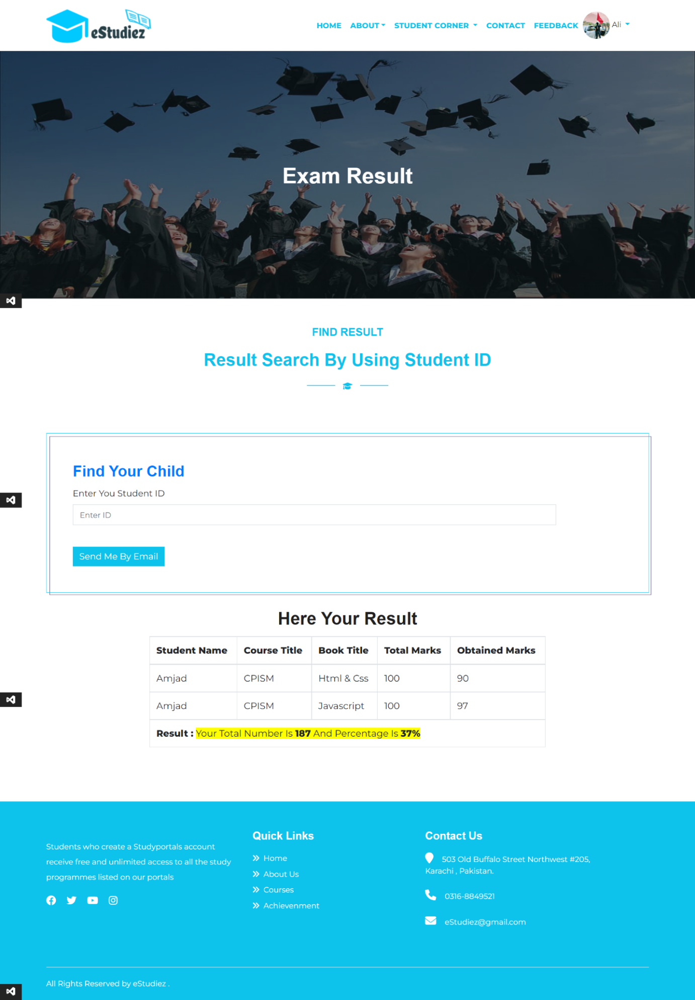 eStudiez
HOME ABOUT STUDENT CORNER CONTACT FEEDBACK Ali
Exam Result
FIND RESULT
Result Search By Using Student ID
Find Your Child
Enter You Student ID
Enter ID
Send Me By Email
Here Your Result
Student Name Course Title Book Title Total Marks Obtained Marks
Amjad CPISM Html & Css 100 90
Amjad CPISM Javascript 100 97
Result : Your Total Number Is 187 And Percentage Is 37%
Students who create a Studyportals account
receive free and unlimited access to all the study
programmes listed on our portals
Quick Links
Home
About Us
Courses
Achievenment
Contact Us
503 Old Buffalo Street Northwest #205,
Karachi , Pakistan.
0316-8849521
eStudiez@gmail.com
All Rights Reserved by eStudiez .